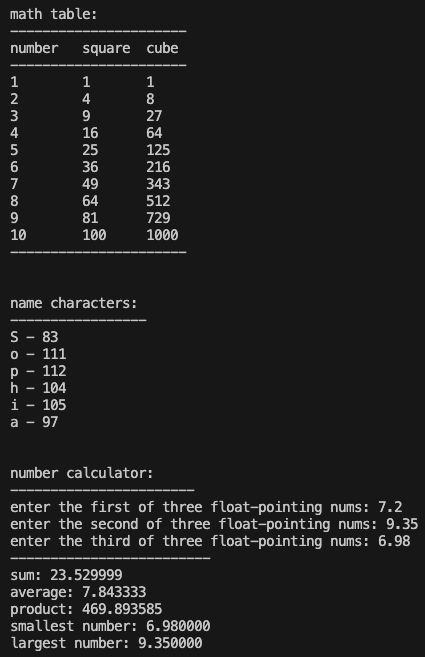 math table:
----------------------
number   square  cube
----------------------
1        1       1
2        4       8
3        9       27
4        16      64
5        25      125
6        36      216
7        49      343
8        64      512
9        81      729
10       100     1000
----------------------
name characters:
-----------------
S - 83
o - 111
p - 112
h - 104
i - 105
a - 97
number calculator:
-----------------------
enter the first of three float-pointing nums: 7.2
enter the second of three float-pointing nums: 9.35
enter the third of three float-pointing nums: 6.98
-------------------------
sum: 23.529999
average: 7.843333
product: 469.893585
smallest number: 6.980000
largest number: 9.350000